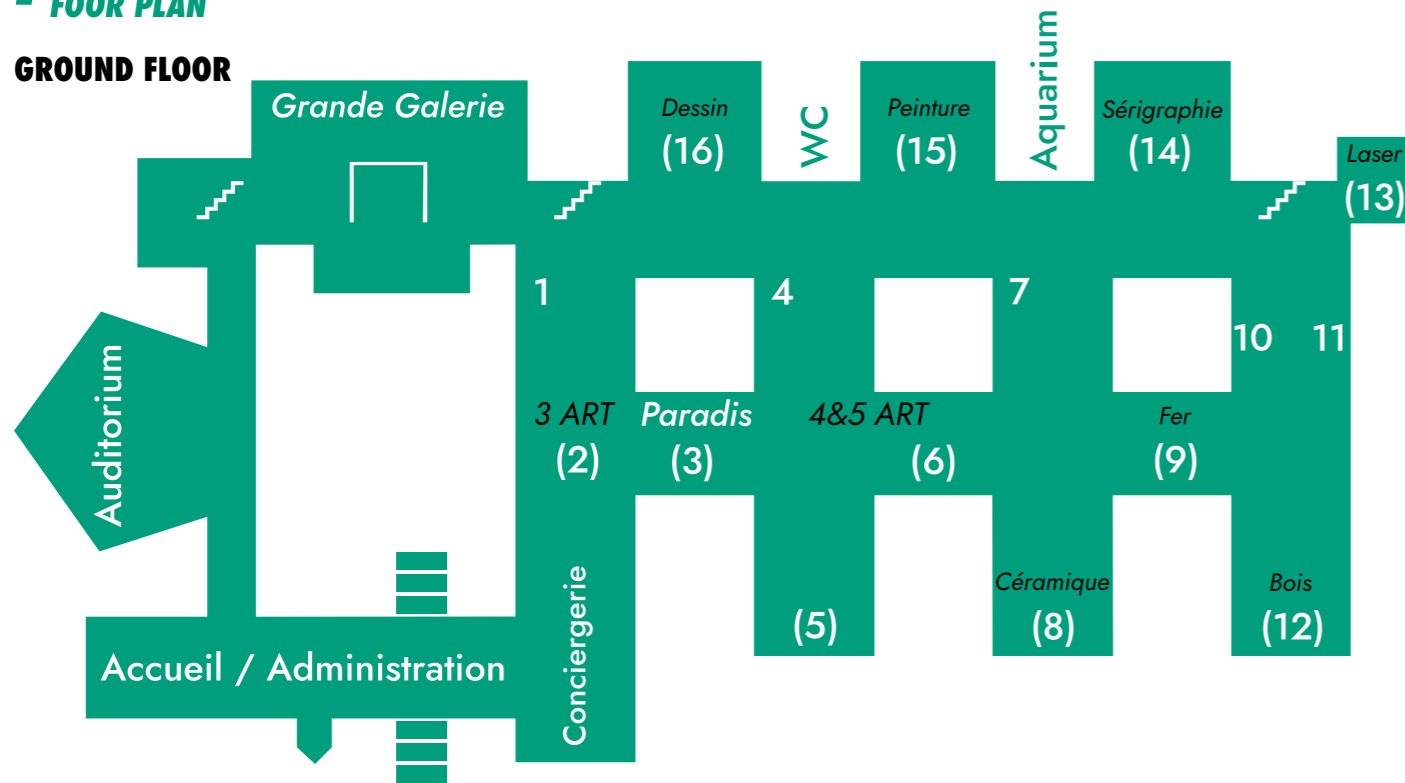 – FOOR PLAN
GROUND FLOOR
Grande Galerie
Dessin
(16)
WC
Peinture
(15)
Aquarium
Sérigraphie
(14)
Laser
(13)
1
4
7
10
11
Auditorium
3 ART
(2)
Paradis
(3)
4&5 ART
(6)
Fer
(9)
Accueil / Administration
Conciergerie
(5)
Céramique
(8)
Bois
(12)